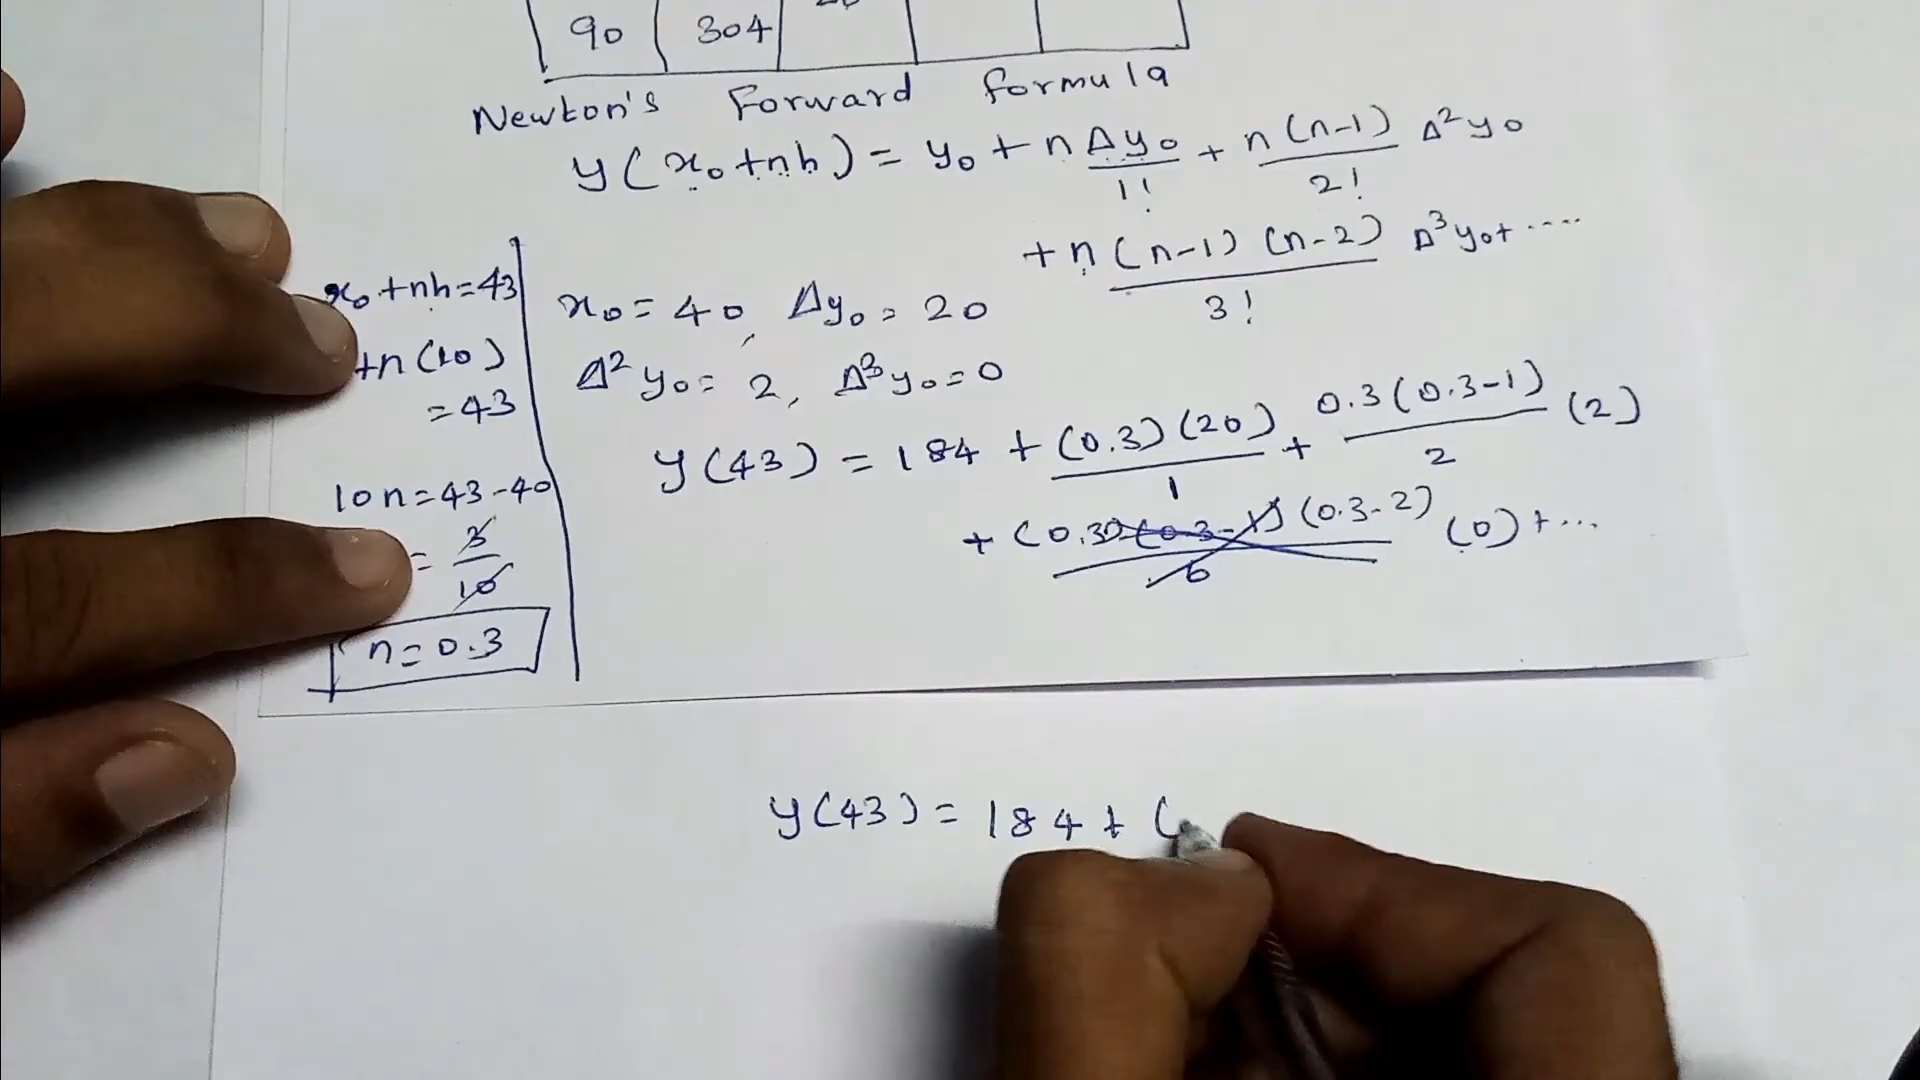 90 304
Newton's Forward formula
y(x₀+nh) = y₀ + nΔy₀/1! + n(n-1)/2! Δ²y₀
+ n(n-1)(n-2)/3! Δ³y₀+ ....
x₀+nh=43
+n(10)
=43
10n=43-40
= 3/10
n=0.3
x₀=40, Δy₀=20
Δ²y₀=2, Δ³y₀=0
y(43) = 184 + (0.3)(20)/1 + 0.3(0.3-1)/2 (2)
+ (0.3)(0.3-1)(0.3-2)/6 (0)+...
y(43)=184+(